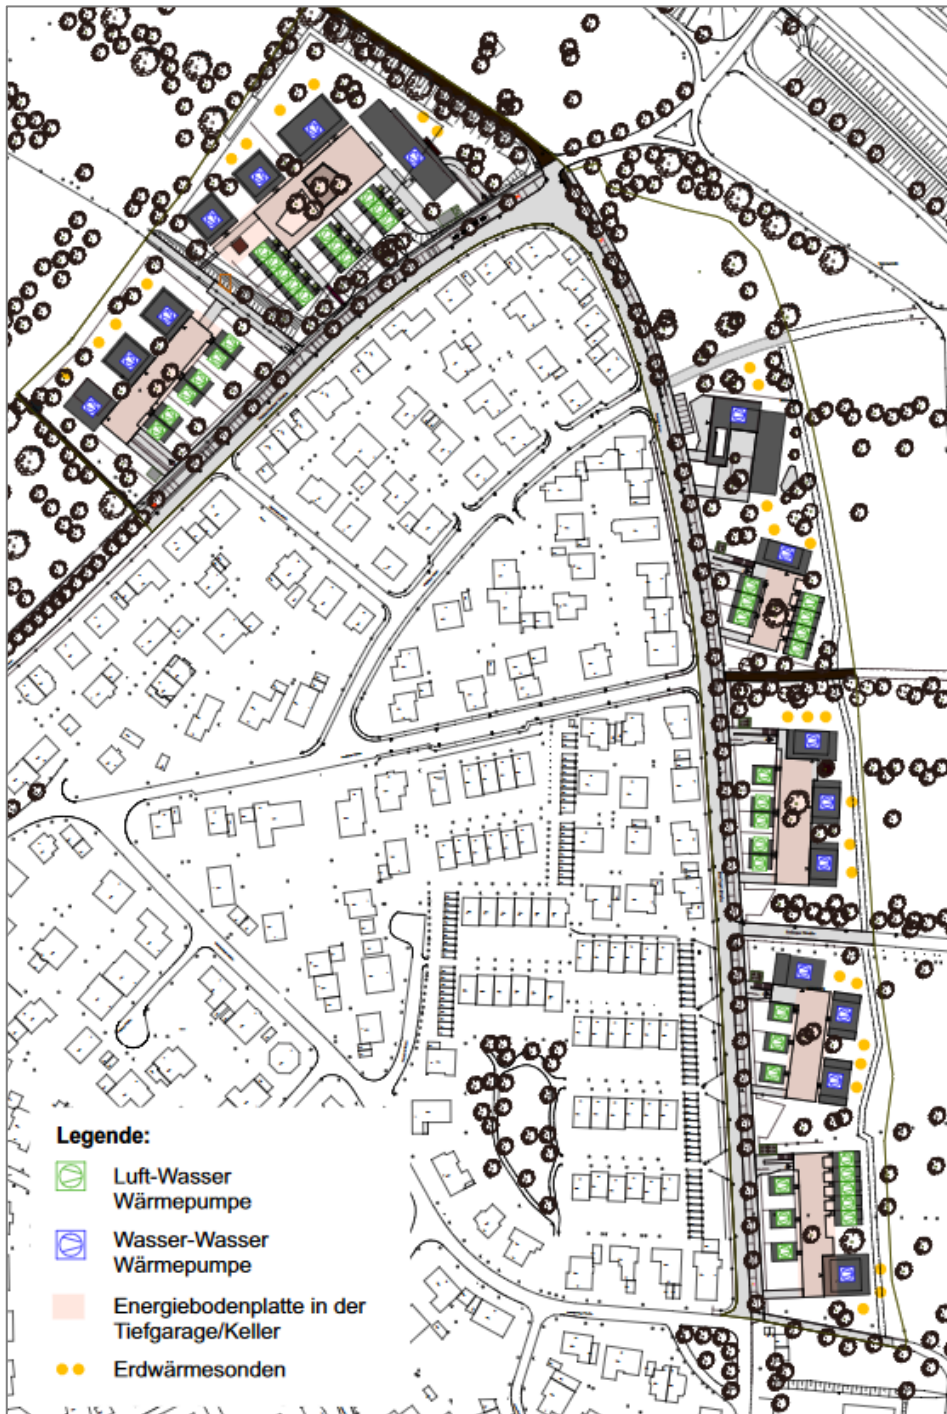 Legende:
Luft-Wasser
Wärmepumpe
Wasser-Wasser
Wärmepumpe
Energiebodenplatte in der
Tiefgarage/Keller
Erdwärmesonden